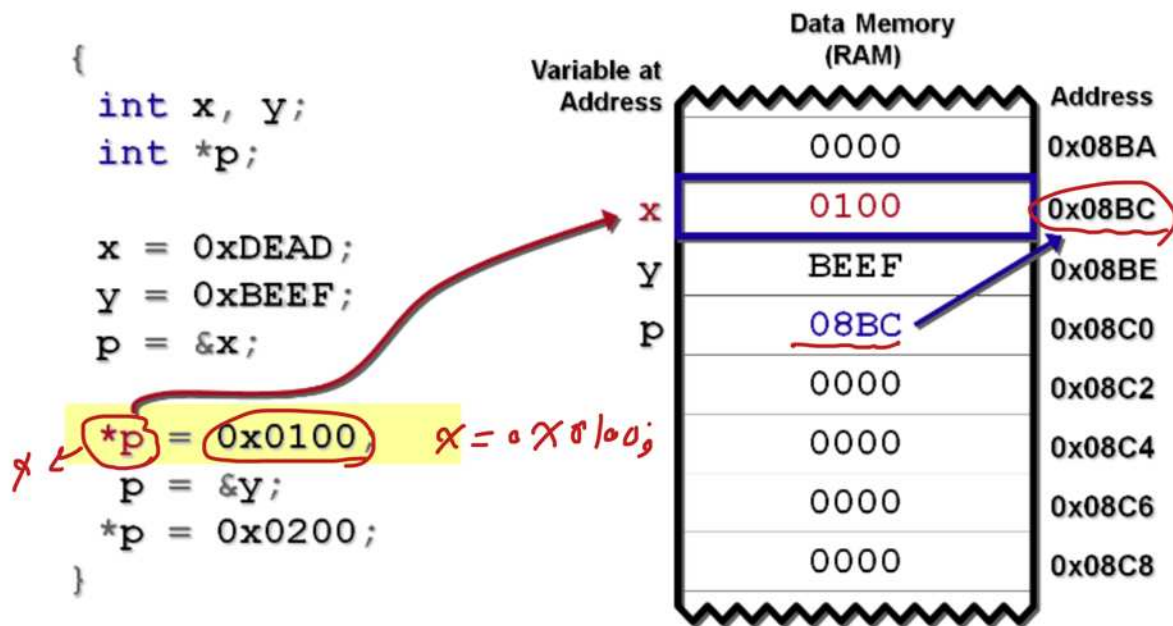 {
int x, y;
int *p;
x = 0xDEAD;
y = 0xBEEF;
p = &x;
*p = 0x0100;
x = 0x0100;
x
p = &y;
*p = 0x0200;
}
Data Memory
(RAM)
Variable at
Address
Address
0000 0x08BA
x 0100 0x08BC
y BEEF 0x08BE
p 08BC 0x08C0
0000 0x08C2
0000 0x08C4
0000 0x08C6
0000 0x08C8